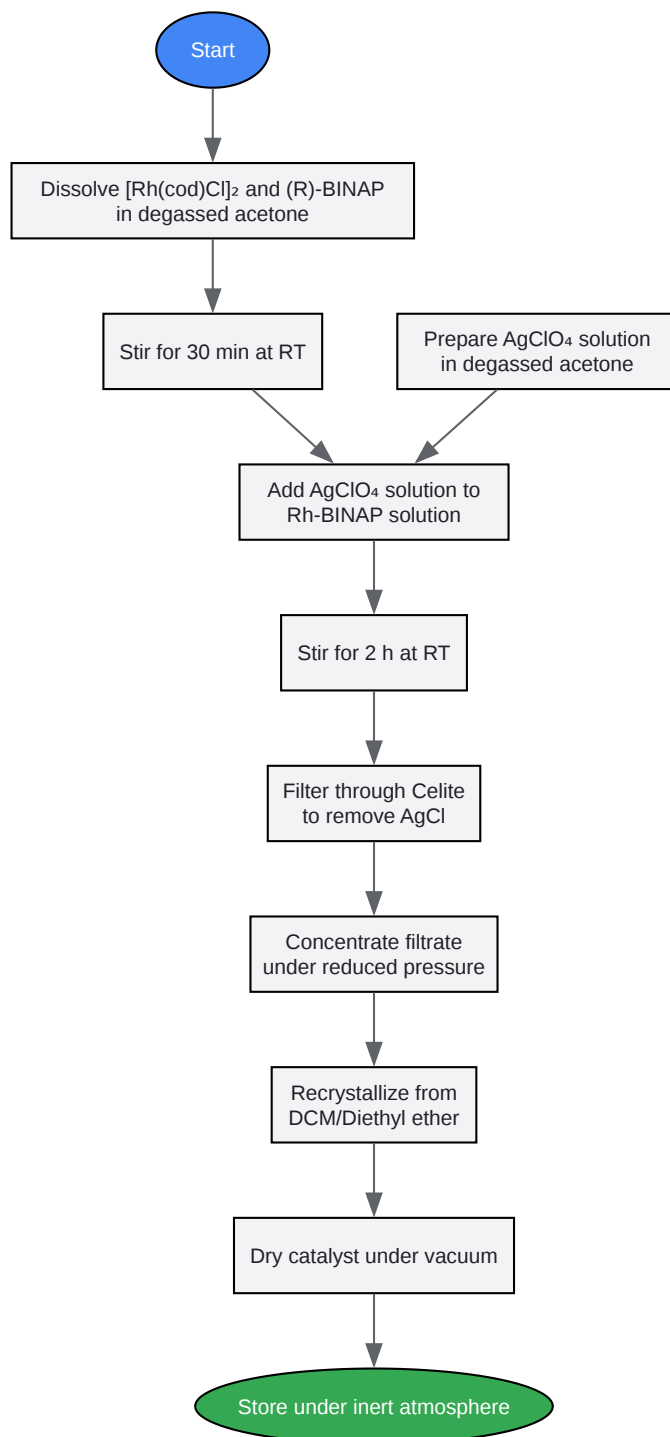 Start
Dissolve [Rh(cod)Cl]₂ and (R)-BINAP
in degassed acetone
Stir for 30 min at RT
Prepare AgClO₄ solution
in degassed acetone
Add AgClO₄ solution to
Rh-BINAP solution
Stir for 2 h at RT
Filter through Celite
to remove AgCl
Concentrate filtrate
under reduced pressure
Recrystallize from
DCM/Diethyl ether
Dry catalyst under vacuum
Store under inert atmosphere